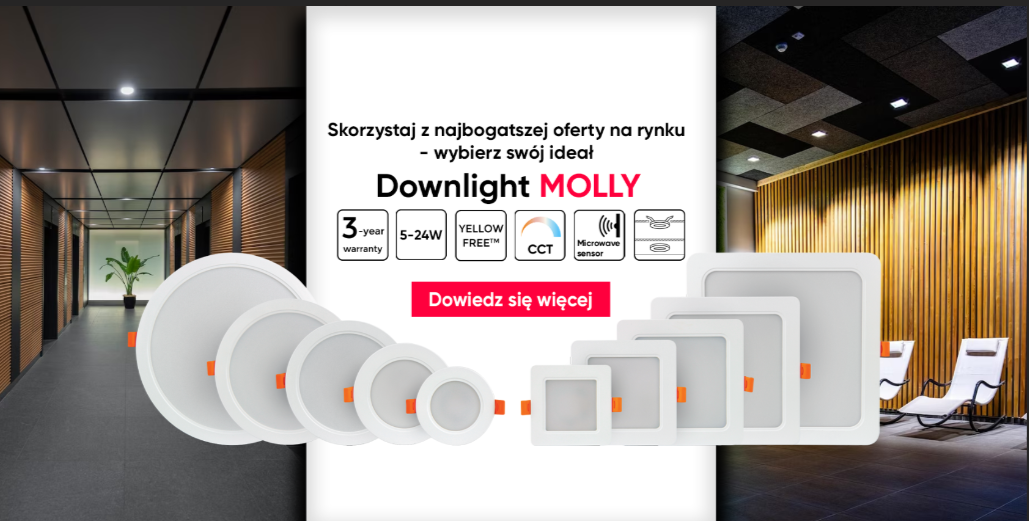 Skorzystaj z najbogatszej oferty na rynku
- wybierz swój ideał
Downlight MOLLY
3-year
warranty
5-24W
YELLOW
FREE™
CCT
Microwave
sensor
Dowiedz się więcej